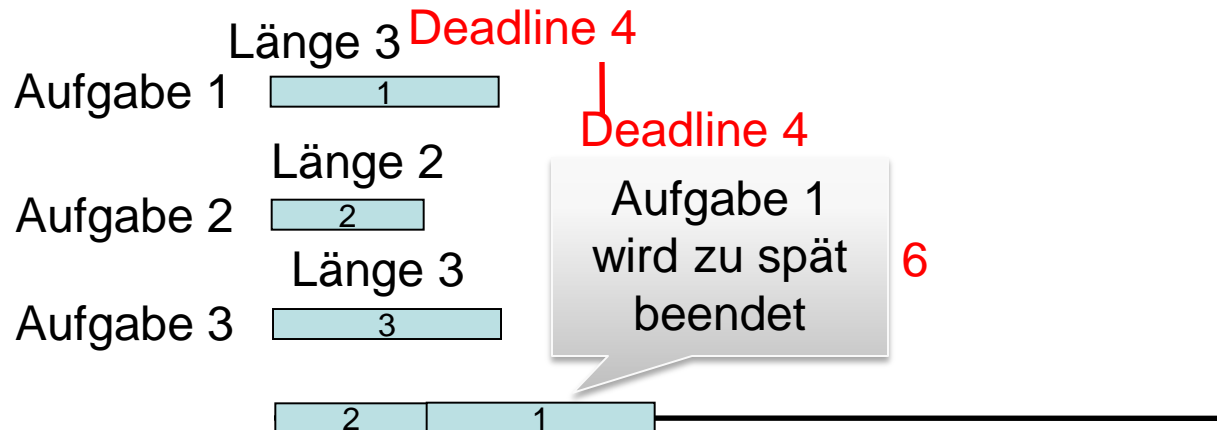 Länge 3 Deadline 4
Aufgabe 1 1
Deadline 4
Länge 2
Aufgabe 2 2
Aufgabe 1
wird zu spät
beendet
6
Länge 3
Aufgabe 3 3
2 1